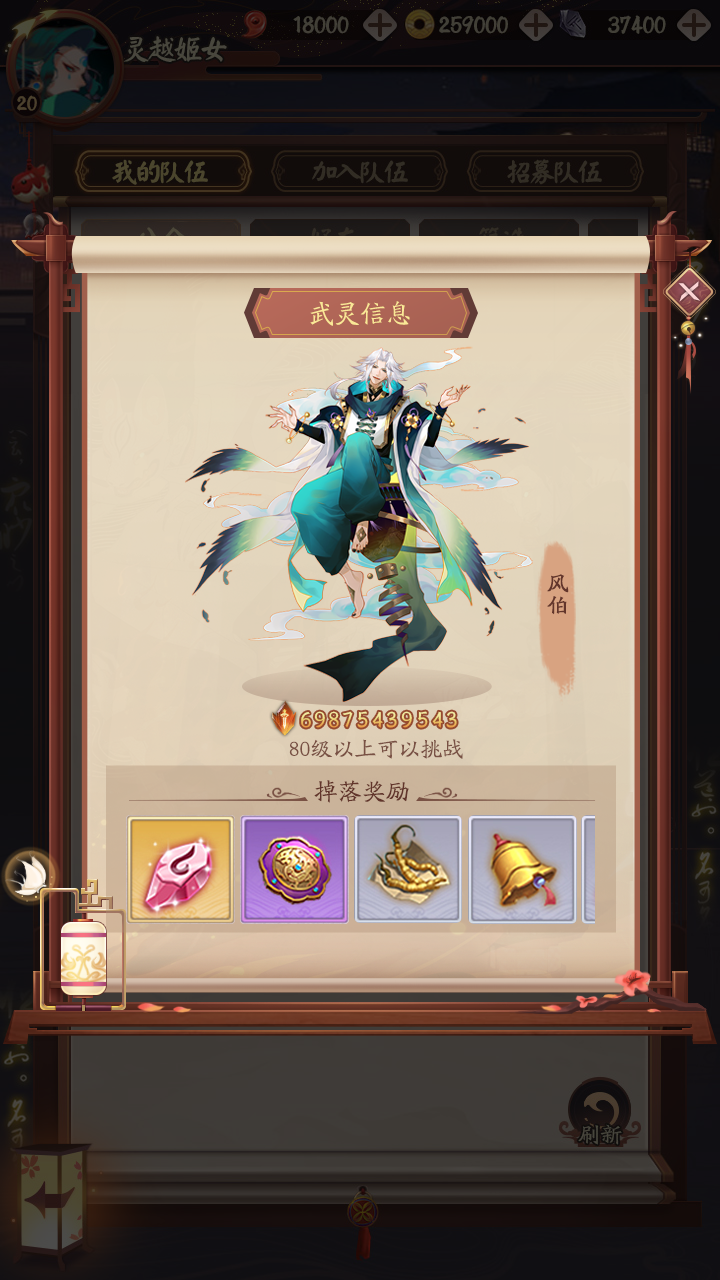 18000
259000
37400
灵越姬女
20
我的队伍
加入队伍
招募队伍
武灵信息
风伯
69875439543
80级以上可以挑战
掉落奖励
刷新